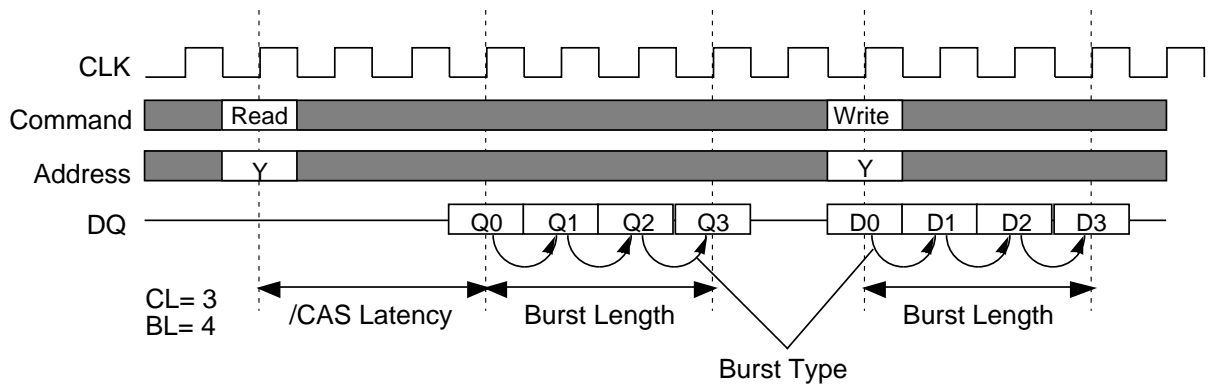 CLK
Command Read Write
Address Y Y
DQ Q0 Q1 Q2 Q3 D0 D1 D2 D3
CL= 3 /CAS Latency Burst Length Burst Length
BL= 4
Burst Type